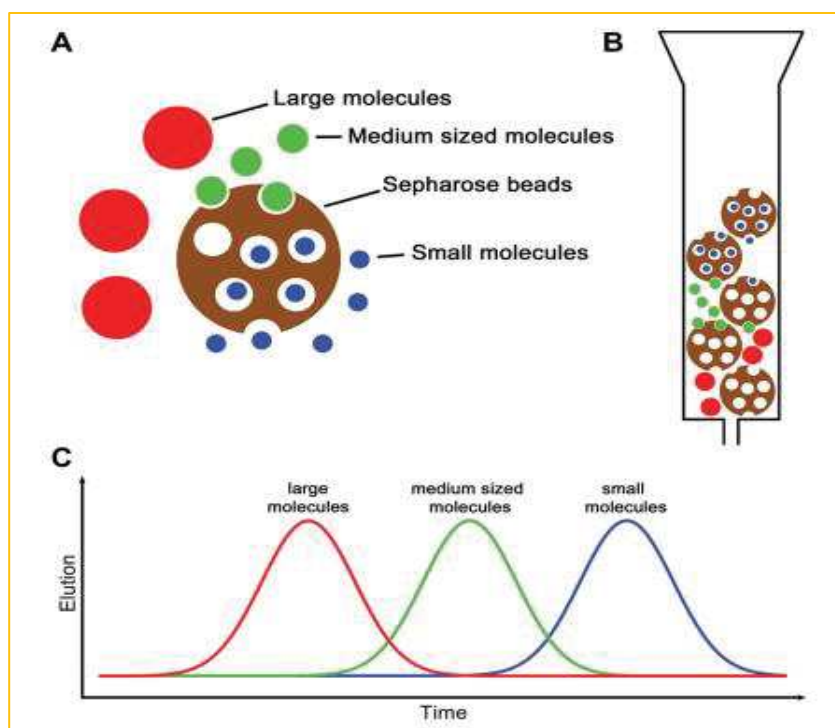 A
B
Large molecules
Medium sized molecules
Sepharose beads
Small molecules
C
large
molecules
medium sized
molecules
small
molecules
Elution
Time